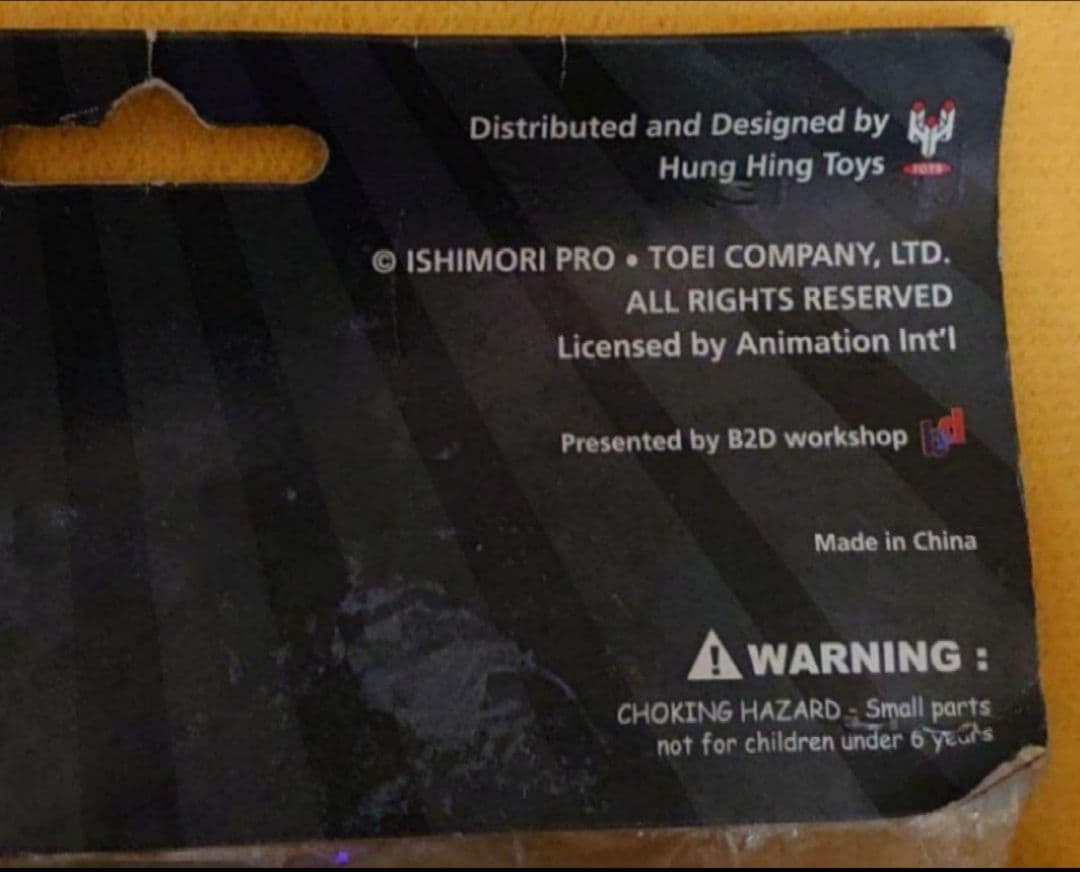 Distributed and Designed by
Hung Hing Toys
TOYS
© ISHIMORI PRO • TOEI COMPANY, LTD.
ALL RIGHTS RESERVED
Licensed by Animation Int'l
Presented by B2D workshop
Made in China
WARNING :
CHOKING HAZARD - Small parts
not for children under 6 years